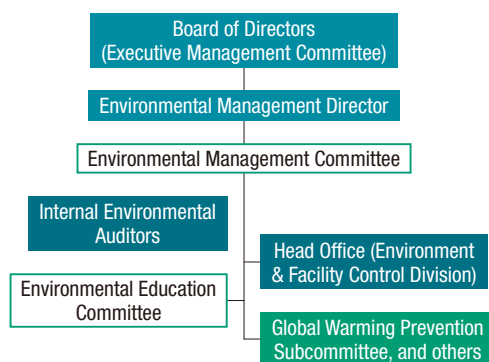 Board of Directors
(Executive Management Committee)
Environmental Management Director
Environmental Management Committee
Internal Environmental
Auditors
Head Office (Environment
& Facility Control Division)
Environmental Education
Committee
Global Warming Prevention
Subcommittee, and others